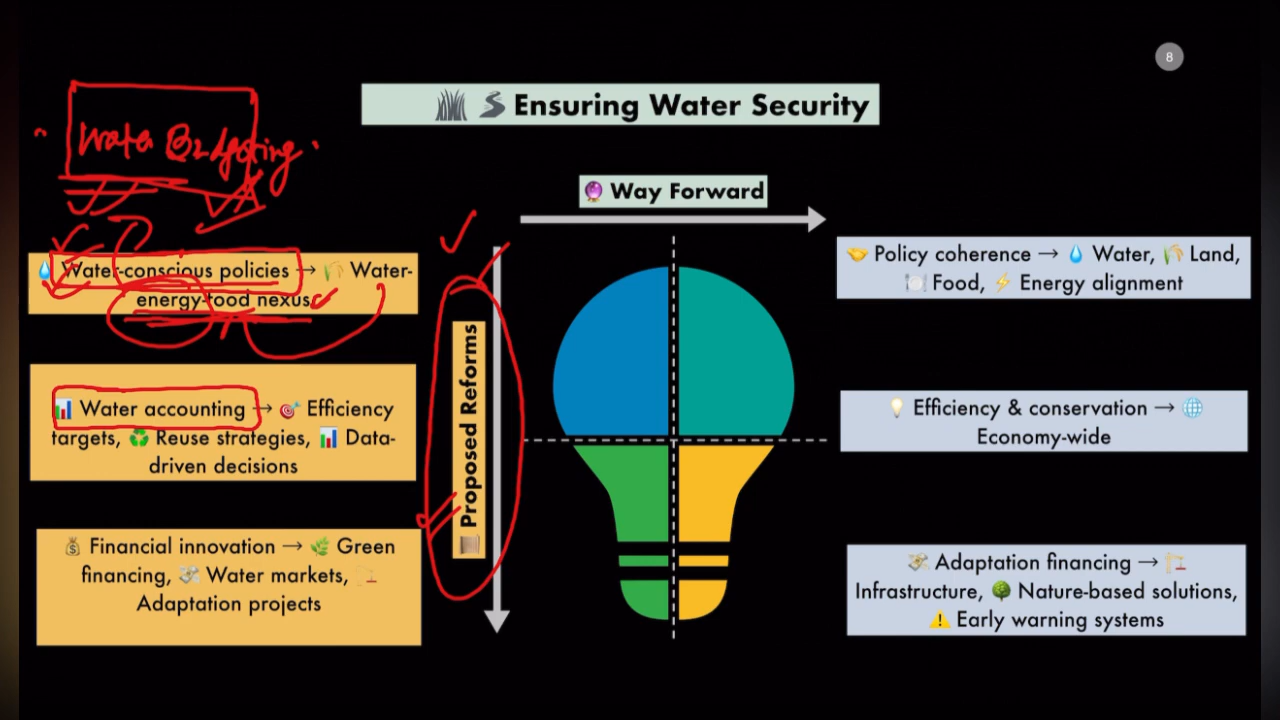 8
Ensuring Water Security
Water Budgeting
Way Forward
Water-conscious policies → Water-
energy-food nexus
Water accounting → Efficiency
targets, Reuse strategies, Data-
driven decisions
Financial innovation → Green
financing, Water markets,
Adaptation projects
Proposed Reforms
Policy coherence → Water, Land,
Food, Energy alignment
Efficiency & conservation →
Economy-wide
Adaptation financing →
Infrastructure, Nature-based solutions,
Early warning systems